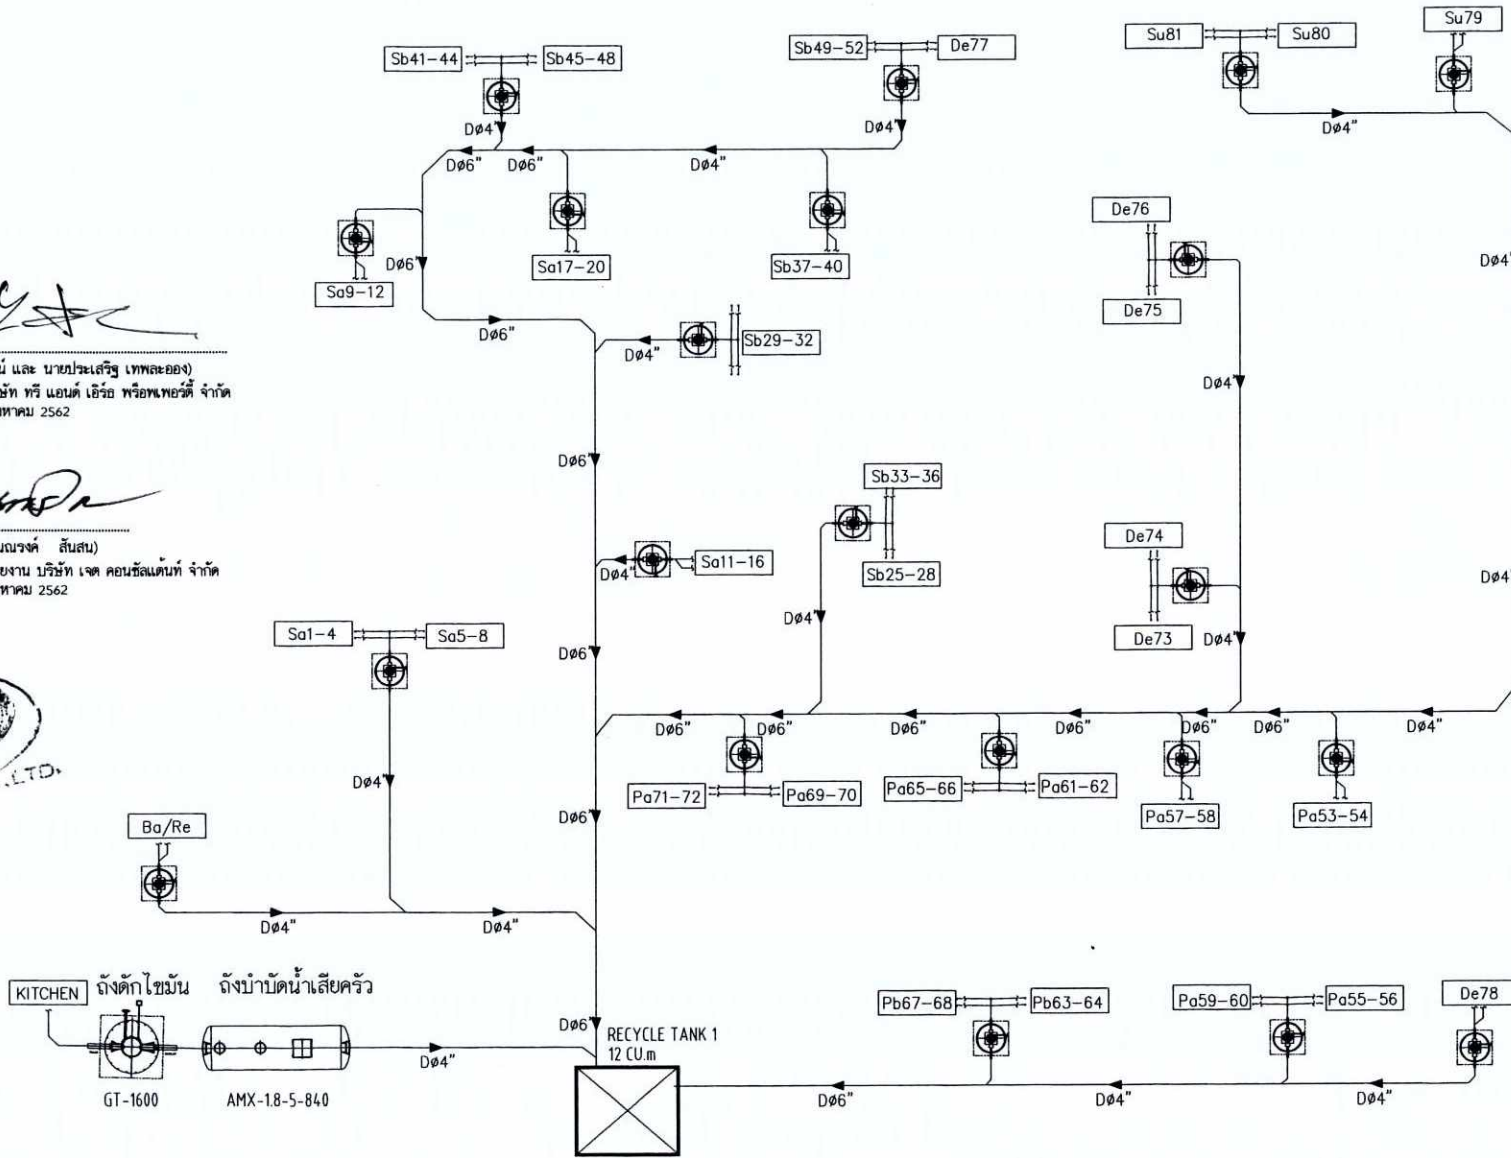 Su79
Sb41-44
Sb45-48
Sb49-52
De77
Su81
Su80
DØ4"
DØ4"
DØ4"
DØ6"
DØ6"
DØ4"
De76
Sa17-20
Sb37-40
DØ4"
DØ6"
Sa9-12
De75
DØ6"
Sb29-32
DØ4"
และ นายประเสริฐ เทพละออง)
ทรี แอนด์ เอิร์ธ พร็อพเพอร์ตี้ จำกัด
2562
DØ4"
DØ6"
Sb33-36
De74
Sa11-16
DØ4"
Sb25-28
DØ4"
สันสน)
บริษัท เจต คอนซัลแต้นท์ จำกัด
2562
DØ4"
Sa1-4
Sa5-8
De73
DØ4"
DØ6"
DØ6"
DØ6"
DØ6"
DØ6"
DØ6"
DØ6"
DØ4"
.LTD.
DØ4"
Pa71-72
Pa69-70
Pa65-66
Pa61-62
Pa57-58
Pa53-54
DØ6"
Ba/Re
DØ4"
DØ4"
KITCHEN
ถังดักไขมัน
ถังบำบัดน้ำเสียครัว
Pb67-68
Pb63-64
Pa59-60
Pa55-56
De78
DØ6"
RECYCLE TANK 1
12 CU.m
DØ4"
GT-1600
AMX-1.8-5-840
DØ6"
DØ4"
DØ4"